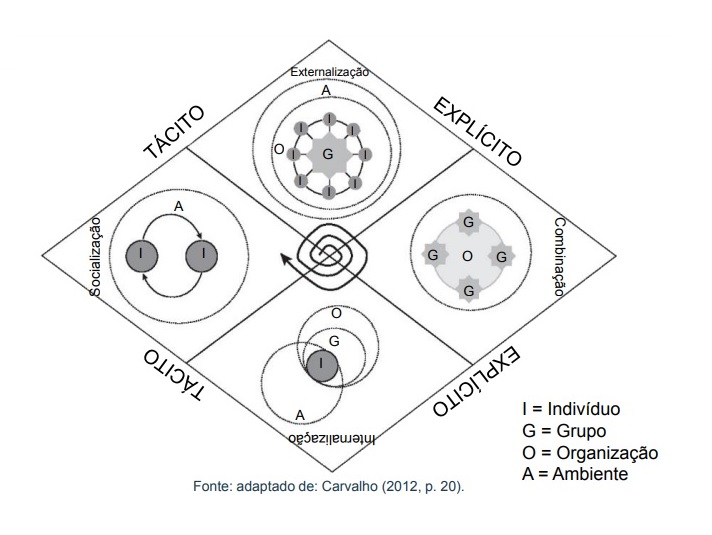 Externalização
A
TÁCITO
EXPLÍCITO
I
I
I
O
I
G
I
I
I
I
Socialização
A
I
I
G
G
O
G
G
Combinação
O
G
I
A
Internalização
TÁCITO
EXPLÍCITO
I = Indivíduo
G = Grupo
O = Organização
A = Ambiente
Fonte: adaptado de: Carvalho (2012, p. 20).